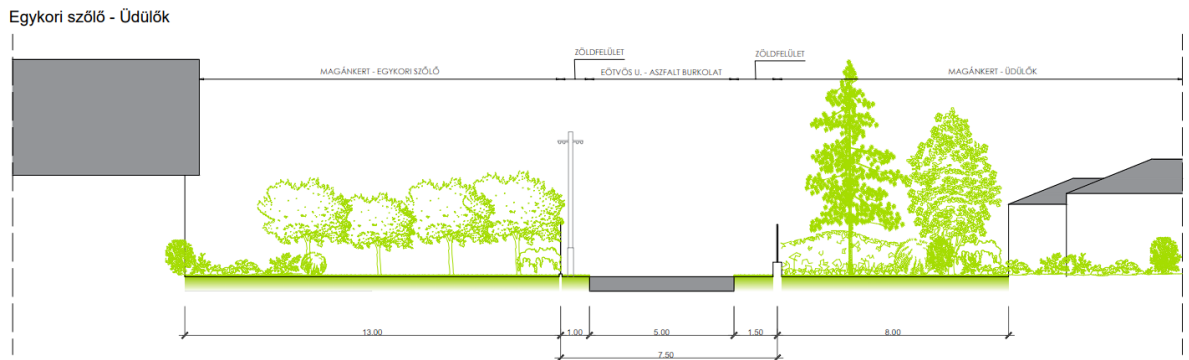 Egykori szőlő - Üdülők
ZÖLDFELÜLET
ZÖLDFELÜLET
MAGÁNKERT - EGYKORI SZŐLŐ
EÖTVÖS U. - ASZFALT BURKOLAT
MAGÁNKERT - ÜDÜLŐK
13.00
1.00
5.00
1.50
8.00
7.50